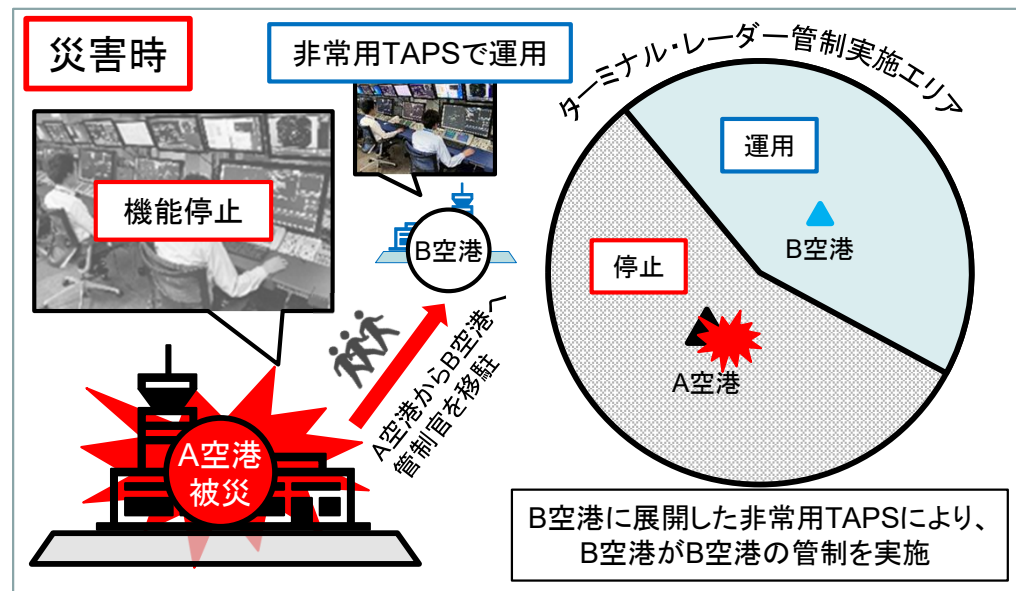 災害時
非常用TAPSで運用
機能停止
B空港
A空港からB空港へ
管制官を移駐
A空港
被災
ターミナル・レーダー管制実施エリア
運用
B空港
停止
A空港
B空港に展開した非常用TAPSにより、
B空港がB空港の管制を実施